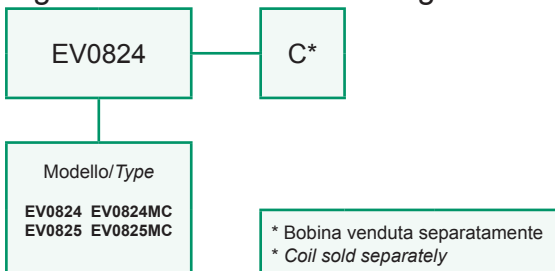 EV0824
C*
Modello/Type
EV0824 EV0824MC
EV0825 EV0825MC
* Bobina venduta separatamente
* Coil sold separately